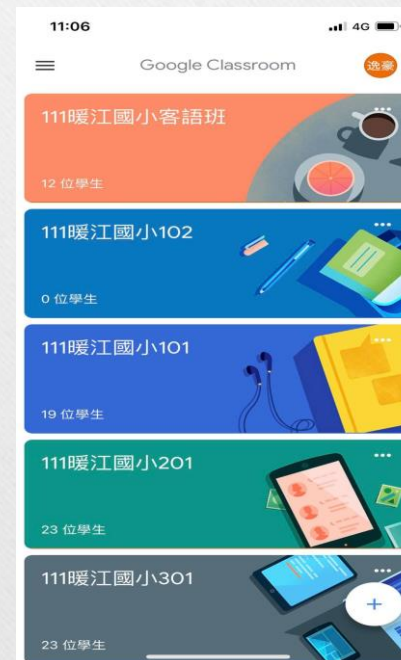 11:06
4G
Google Classroom
逸豪
111暖江國小客語班
12 位學生
111暖江國小102
0 位學生
111暖江國小101
19 位學生
111暖江國小201
23 位學生
111暖江國小301
23 位學生